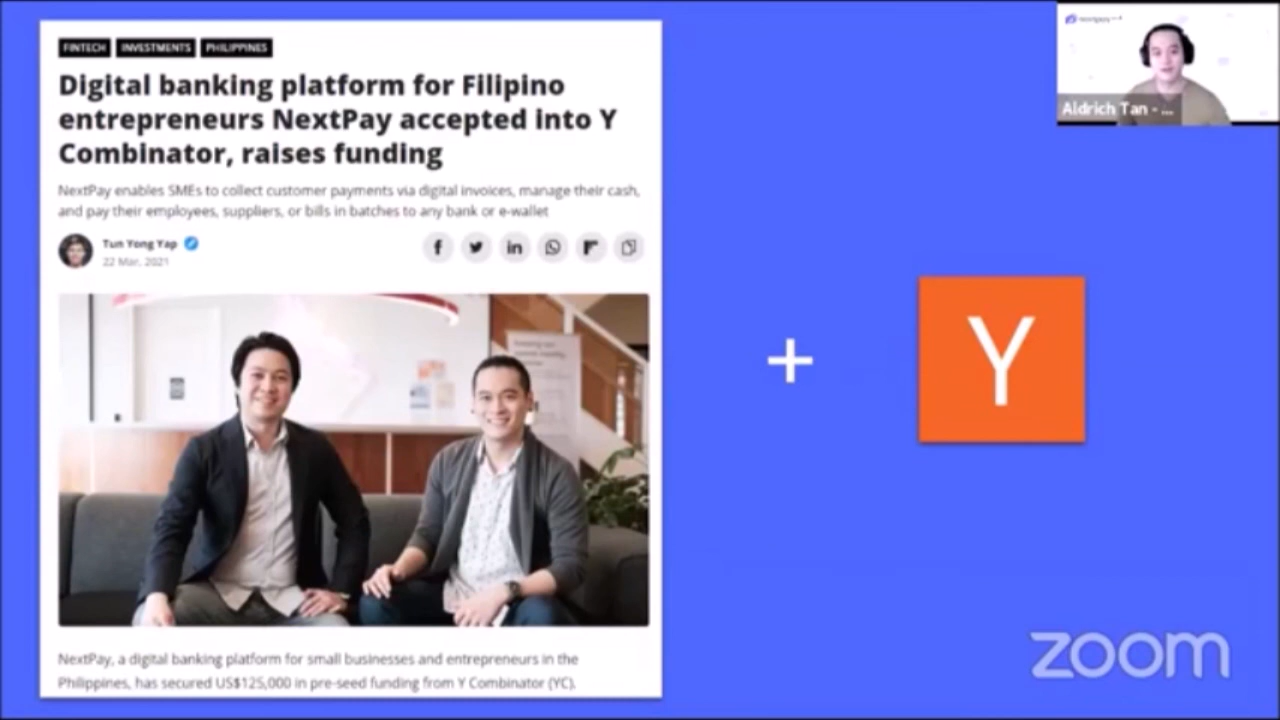 FINTECH INVESTMENTS PHILIPPINES
Digital banking platform for Filipino
entrepreneurs NextPay accepted into Y
Combinator, raises funding
NextPay enables SMEs to collect customer payments via digital invoices, manage their cash,
and pay their employees, suppliers, or bills in batches to any bank or e-wallet
Tun Yong Yap
22 Mar, 2021
NextPay, a digital banking platform for small businesses and entrepreneurs in the
Philippines, has secured US$125,000 in pre-seed funding from Y Combinator (YC).
+
Y
nextpay
Aldrich Tan - ...
zoom